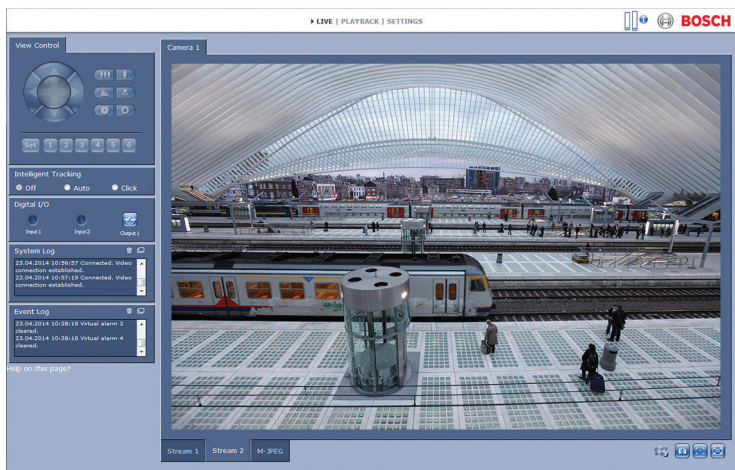 LIVE | PLAYBACK | SETTINGS
BOSCH
View Control
Camera 1
Set 1 2 3 4 5 6
Intelligent Tracking
Off Auto Click
Digital I/O
Input 1 Input 2 Output 1
System Log
23.04.2014 10:56:57 Connected. Video
connection established.
23.04.2014 10:57:19 Connected. Video
connection established.
Event Log
23.04.2014 10:38:18 Virtual alarm 3
cleared.
23.04.2014 10:38:18 Virtual alarm 4
cleared.
Help on this page?
Stream 1 Stream 2 M-JPEG